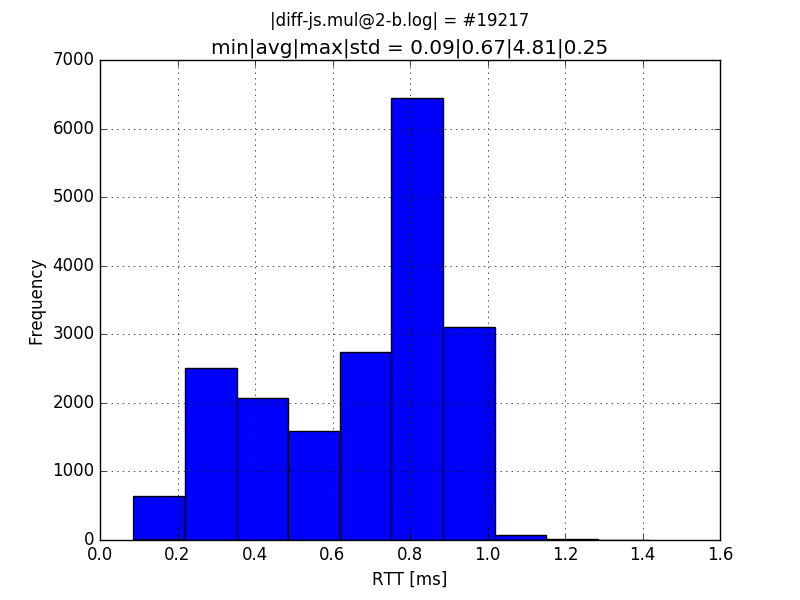 |diff-js.mul@2-b.log| = #19217
min|avg|max|std = 0.09|0.67|4.81|0.25
7000
6000
5000
4000
3000
2000
1000
0
Frequency
0.0 0.2 0.4 0.6 0.8 1.0 1.2 1.4 1.6
RTT [ms]